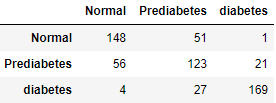 Normal Prediabetes diabetes
Normal 148 51 1
Prediabetes 56 123 21
diabetes 4 27 169